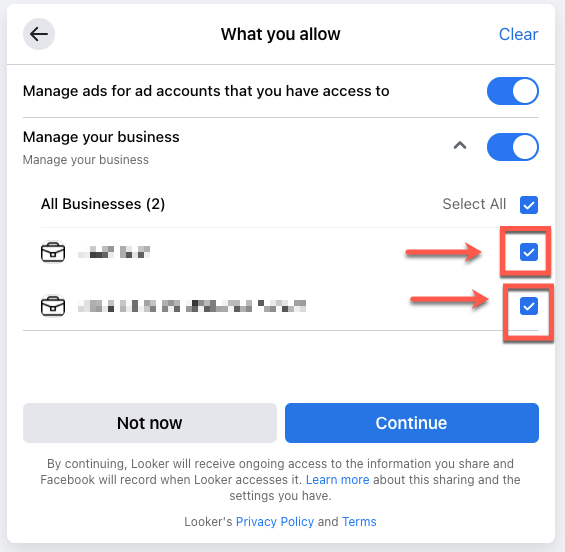 What you allow
Clear
Manage ads for ad accounts that you have access to
Manage your business
Manage your business
All Businesses (2)
Select All
Not now
Continue
By continuing, Looker will receive ongoing access to the information you share and
Facebook will record when Looker accesses it. Learn more about this sharing and the
settings you have.
Looker's Privacy Policy and Terms